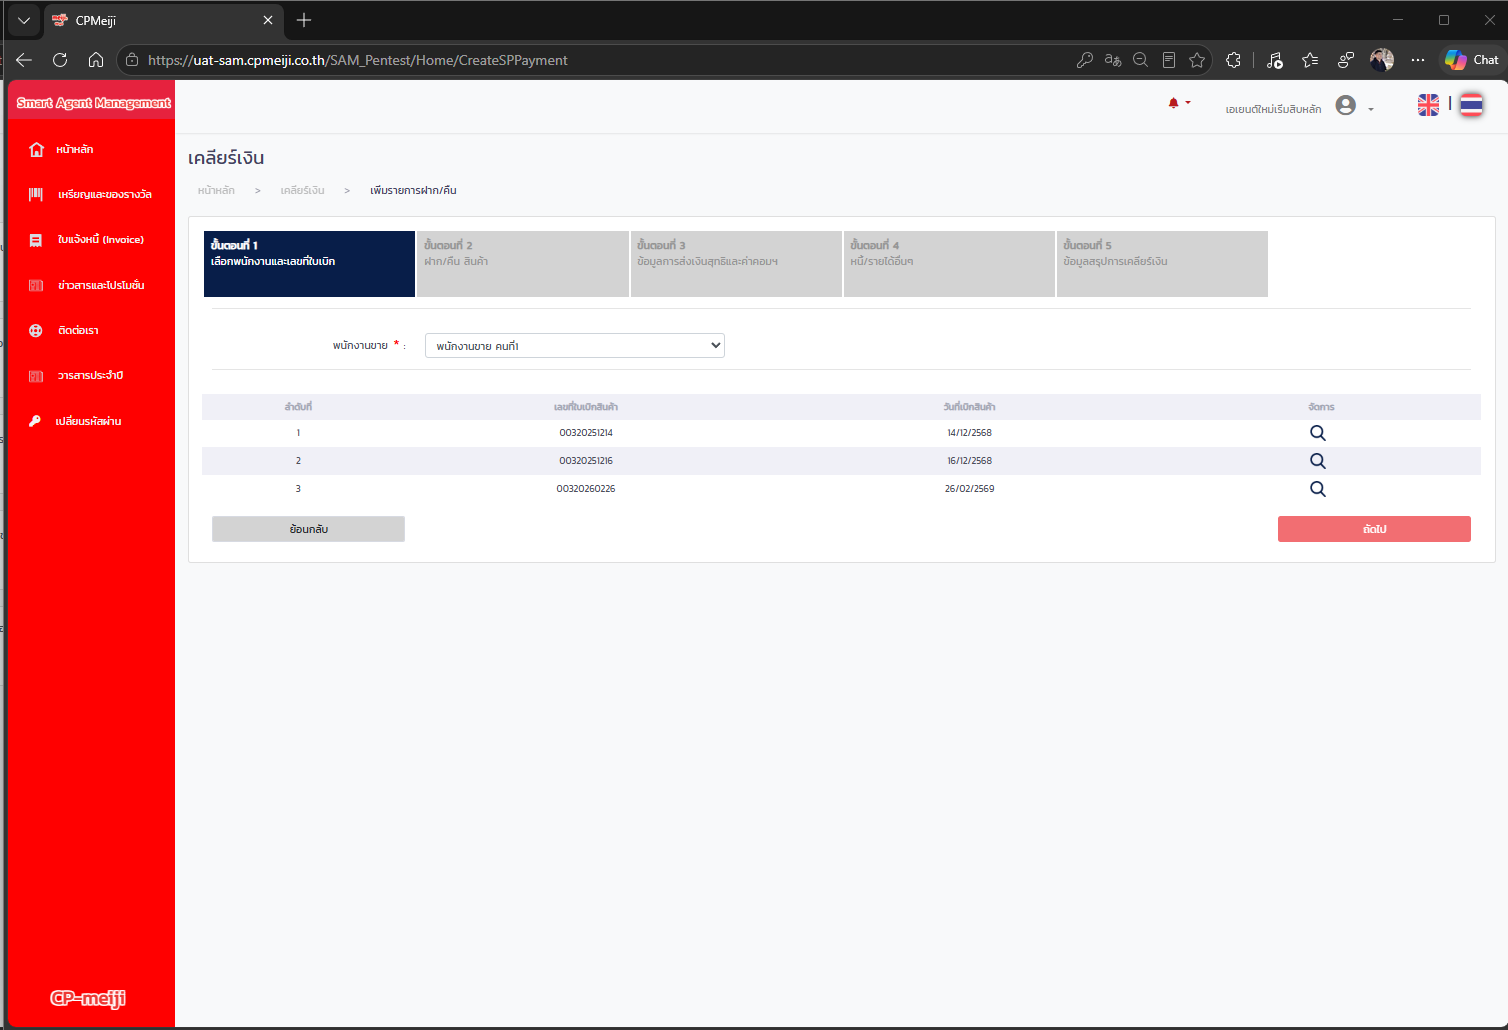 CPMeiji
https://uat-sam.cpmeiji.co.th/SAM_Pentest/Home/CreateSPPayment
Chat
Smart Agent Management
เอเยนต์ใหม่เริ่มสิบหลัก
|
หน้าหลัก
เหรียญและของรางวัล
ใบแจ้งหนี้ (Invoice)
ข่าวสารและโปรโมชั่น
ติดต่อเรา
วารสารประจำปี
เปลี่ยนรหัสผ่าน
CP-meiji
เคลียร์เงิน
หน้าหลัก > เคลียร์เงิน > เพิ่มรายการฝาก/คืน
ขั้นตอนที่ 1
เลือกพนักงานและเลขที่ใบเบิก
ขั้นตอนที่ 2
ฝาก/คืน สินค้า
ขั้นตอนที่ 3
ข้อมูลการส่งเงินสุทธิและค่าคอมฯ
ขั้นตอนที่ 4
หนี้/รายได้อื่นๆ
ขั้นตอนที่ 5
ข้อมูลสรุปการเคลียร์เงิน
พนักงานขาย * : พนักงานขาย คนที่1
ลำดับที่ เลขที่ใบเบิกสินค้า วันที่เบิกสินค้า จัดการ
1 00320251214 14/12/2568
2 00320251216 16/12/2568
3 00320260226 26/02/2569
ย้อนกลับ ถัดไป